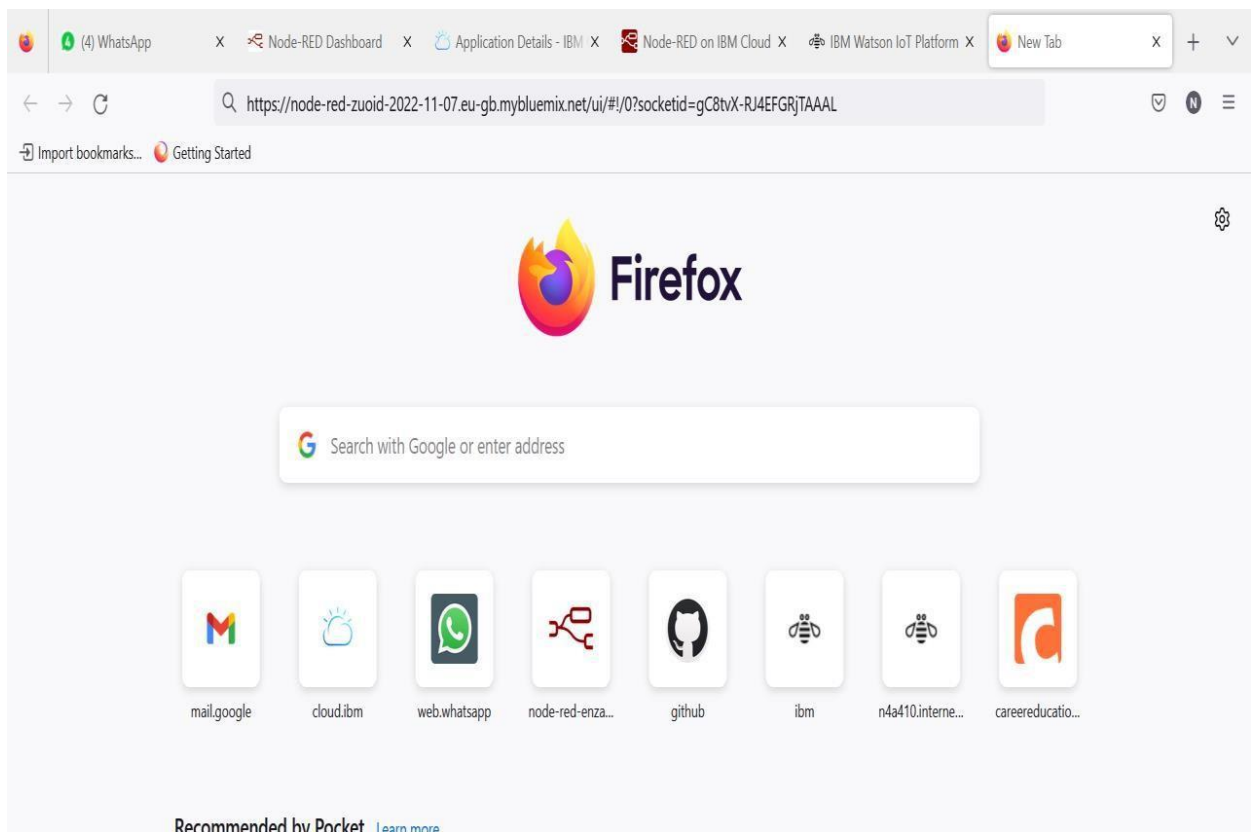 (4) WhatsApp X Node-RED Dashboard X Application Details - IBM X Node-RED on IBM Cloud X IBM Watson IoT Platform X New Tab X
https://node-red-zuoid-2022-11-07.eu-gb.mybluemix.net/ui/#!/0?socketid=gC8tvX-RJ4EFGRjTAAAL N
Import bookmarks... Getting Started
Firefox
G Search with Google or enter address
mail.google cloud.ibm web.whatsapp node-red-enza... github ibm n4a410.interne... careereducatio...
Recommended by Pocket Learn more